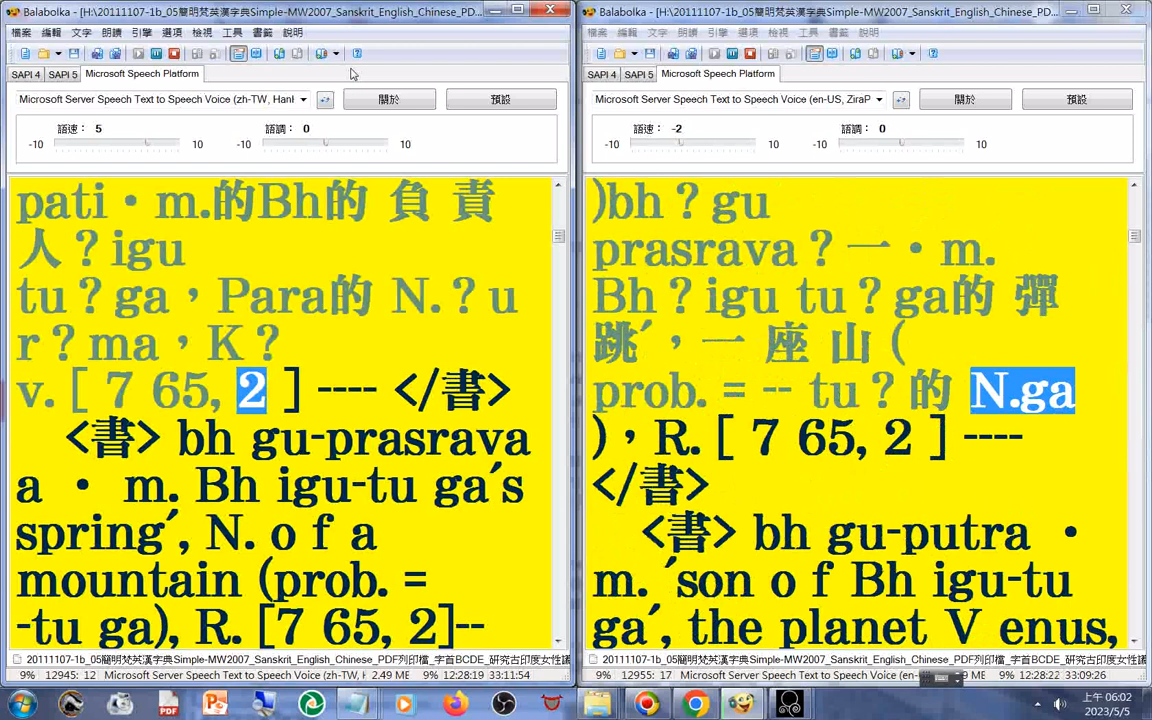 Balabolka - [H:\20111107-1b_05簡明梵英漢字典Simple-MW2007_Sanskrit_English_Chinese_PD...
檔案 編輯 文字 朗讀 引擎 選項 檢視 工具 書籤 說明
SAPI 4 SAPI 5 Microsoft Speech Platform
Microsoft Server Speech Text to Speech Voice (zh-TW, Hanl
關於
預設
語速： 5
語調： 0
-10 10 -10 10
pati・m.的Bh的 負 責
人？igu
tu？ga，Para的 N.？u
r？ma，K？
v. [ 7 65, 2 ] ---- </書>
<書> bh gu-prasrava
a ・ m. Bh igu-tu ga′s
spring′, N. o f a
mountain (prob. =
-tu ga), R. [7 65, 2]--
20111107-1b_05簡明梵英漢字典Simple-MW2007_Sanskrit_English_Chinese_PDF列印檔_字首BCDE_研究古印度女性議
9% 12945: 12 Microsoft Server Speech Text to Speech Voice (zh-TW, H 2.49 ME 9% 12:28:19 33:11:54
Balabolka - [H:\20111107-1b_05簡明梵英漢字典Simple-MW2007_Sanskrit_English_Chinese_PD...
檔案 編輯 文字 朗讀 引擎 選項 檢視 工具 書籤 說明
SAPI 4 SAPI 5 Microsoft Speech Platform
Microsoft Server Speech Text to Speech Voice (en-US, ZiraP
關於
預設
語速： -2
語調： 0
-10 10 -10 10
)bh？gu
prasrava？一・m.
Bh？igu tu？ga的 彈
跳′，一 座 山 (
prob. = -- tu？的 N.ga
)，R. [ 7 65, 2 ] ----
</書>
<書> bh gu-putra ・
m. ′son o f Bh igu-tu
ga′, the planet V enus,
20111107-1b_05簡明梵英漢字典Simple-MW2007_Sanskrit_English_Chinese_PDF列印檔_字首BCDE_研究古印度女性議
9% 12955: 17 Microsoft Server Speech Text to Speech Voice (en-U 9 ME 9% 12:28:22 33:09:26
上午 06:02
2023/5/5